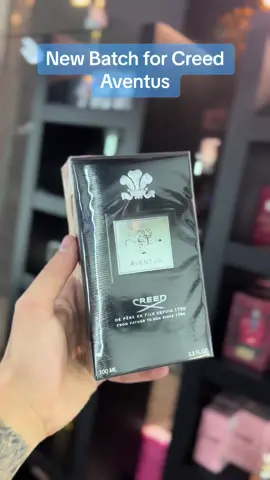 New Batch for Creed
Aventus
AVENTUS
CREED
DE PÈRE EN FILS DEPUIS 1760
FROM FATHER TO SON SINCE 1760
100 ML
3.3 FL.OZ